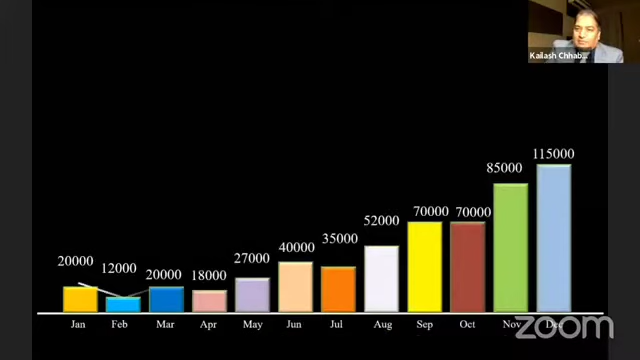 Kailash Chhab...
115000
85000
70000
70000
52000
40000
35000
27000
20000
12000
20000
18000
Jan
Feb
Mar
Apr
May
Jun
Jul
Aug
Sep
Oct
Nov
Dec
zoom